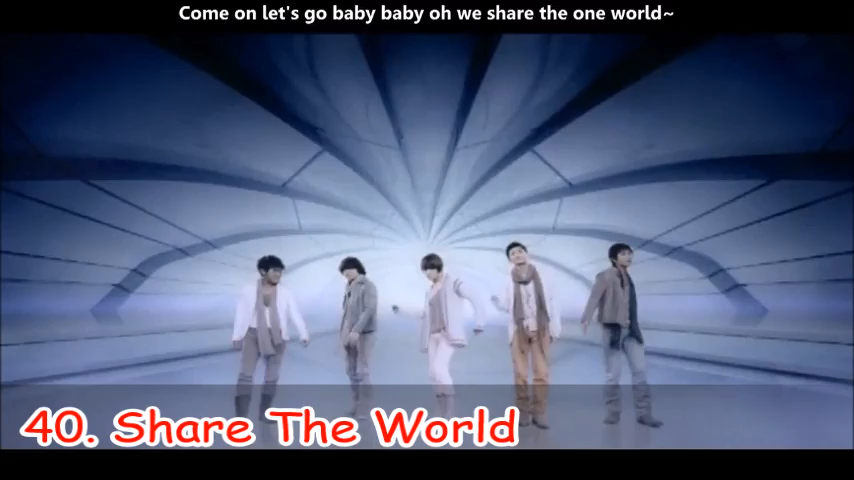 Come on let's go baby baby oh we share the one world~
40. Share The World